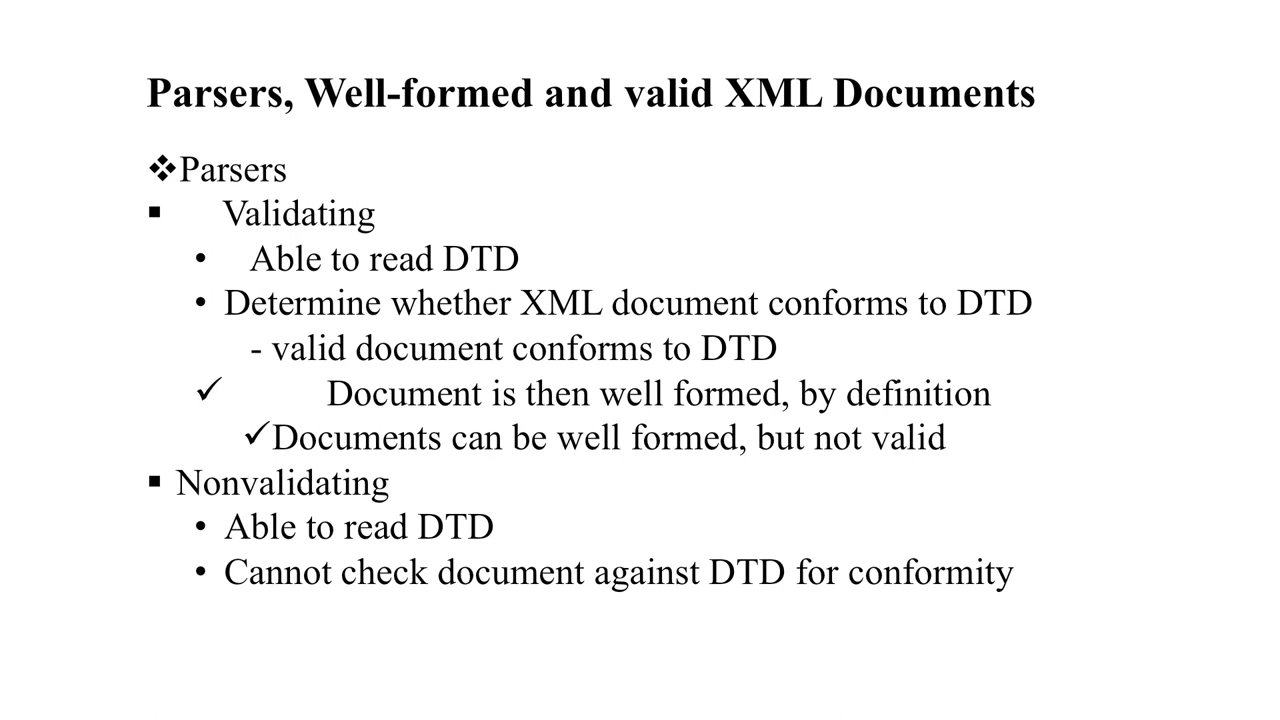 Parsers, Well-formed and valid XML Documents
❖Parsers
▪ Validating
• Able to read DTD
• Determine whether XML document conforms to DTD
- valid document conforms to DTD
✓ Document is then well formed, by definition
✓Documents can be well formed, but not valid
▪ Nonvalidating
• Able to read DTD
• Cannot check document against DTD for conformity